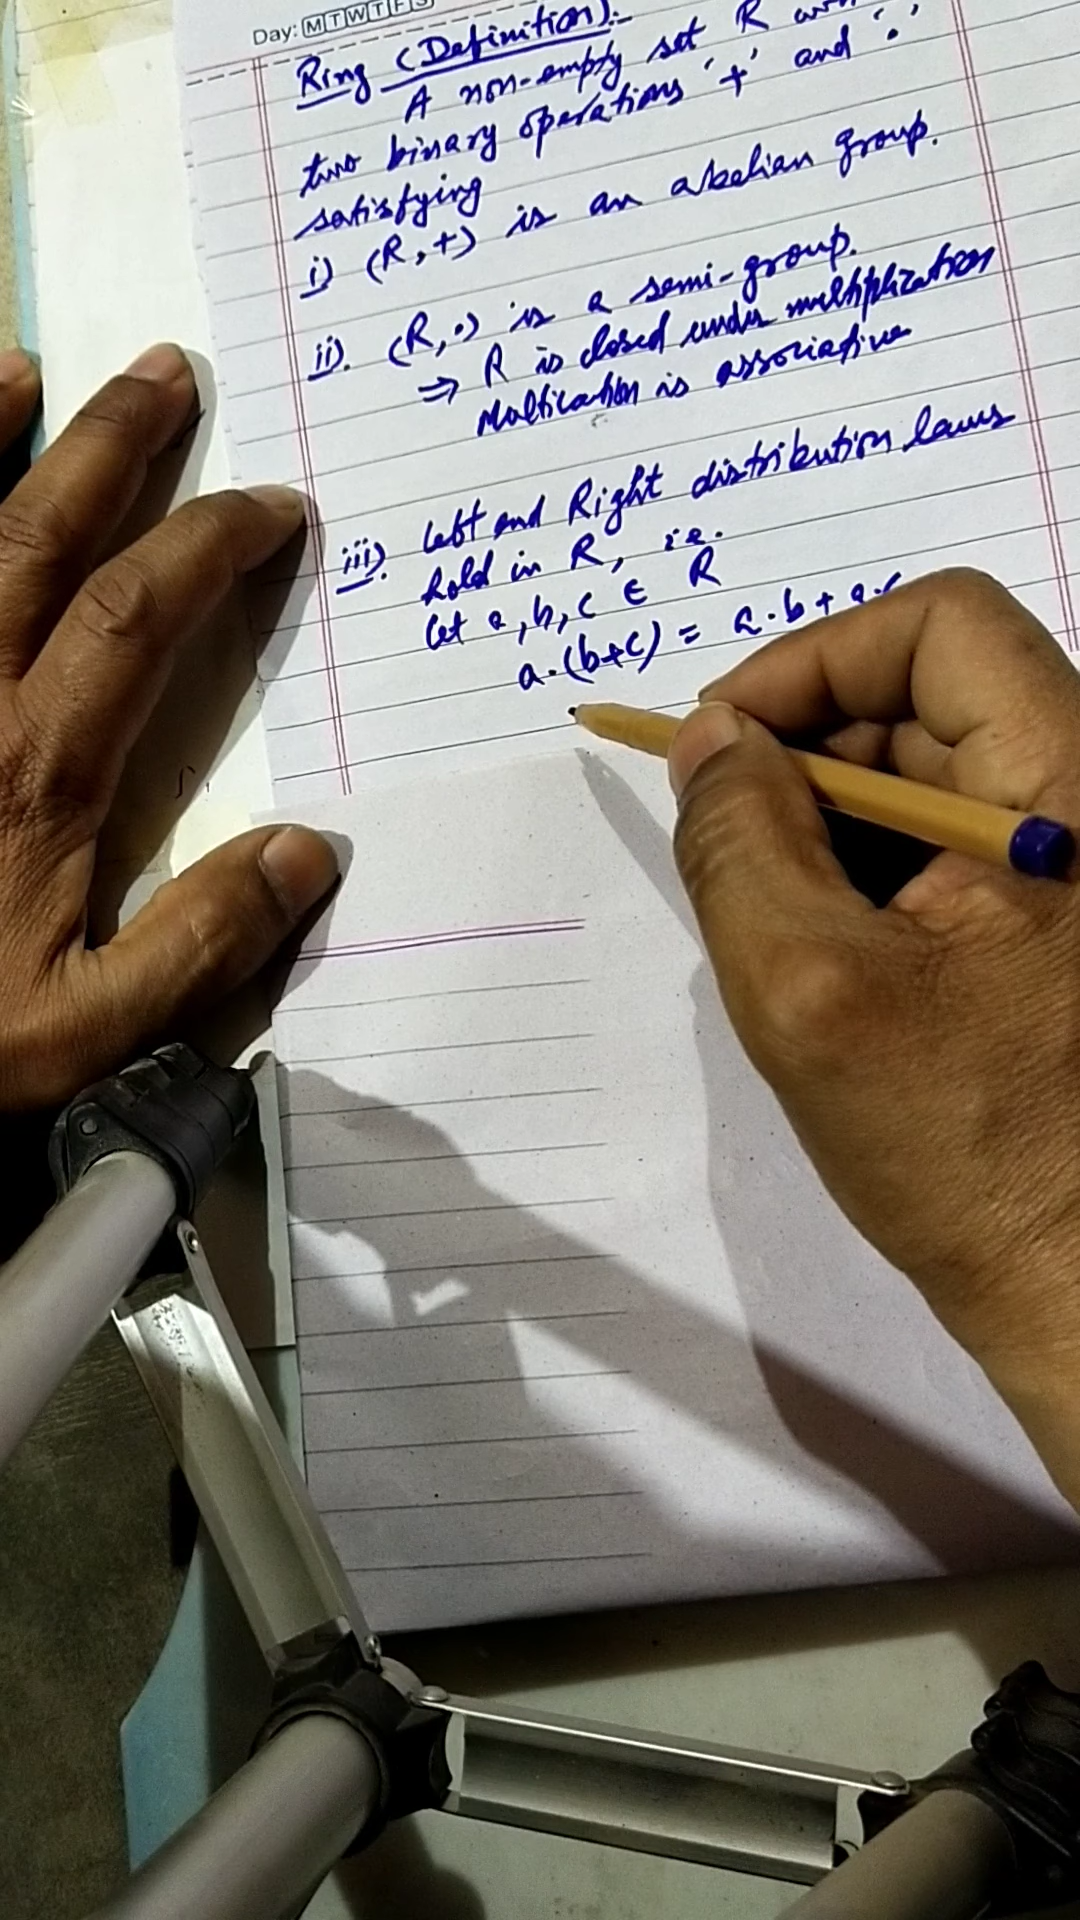 Day: M T W T F S
Ring (Definition):-
A non-empty set R with
two binary operations '+' and '.'
satisfying
i) (R,+) is an abelian group.
ii). (R,.) is a semi-group.
⇒ R is closed under multiplication
Maltication is associative
iii). Left and Right distribution laws
hold in R, i.e.
Let a,b,c ∈ R
a.(b+c) = a.b + a.c